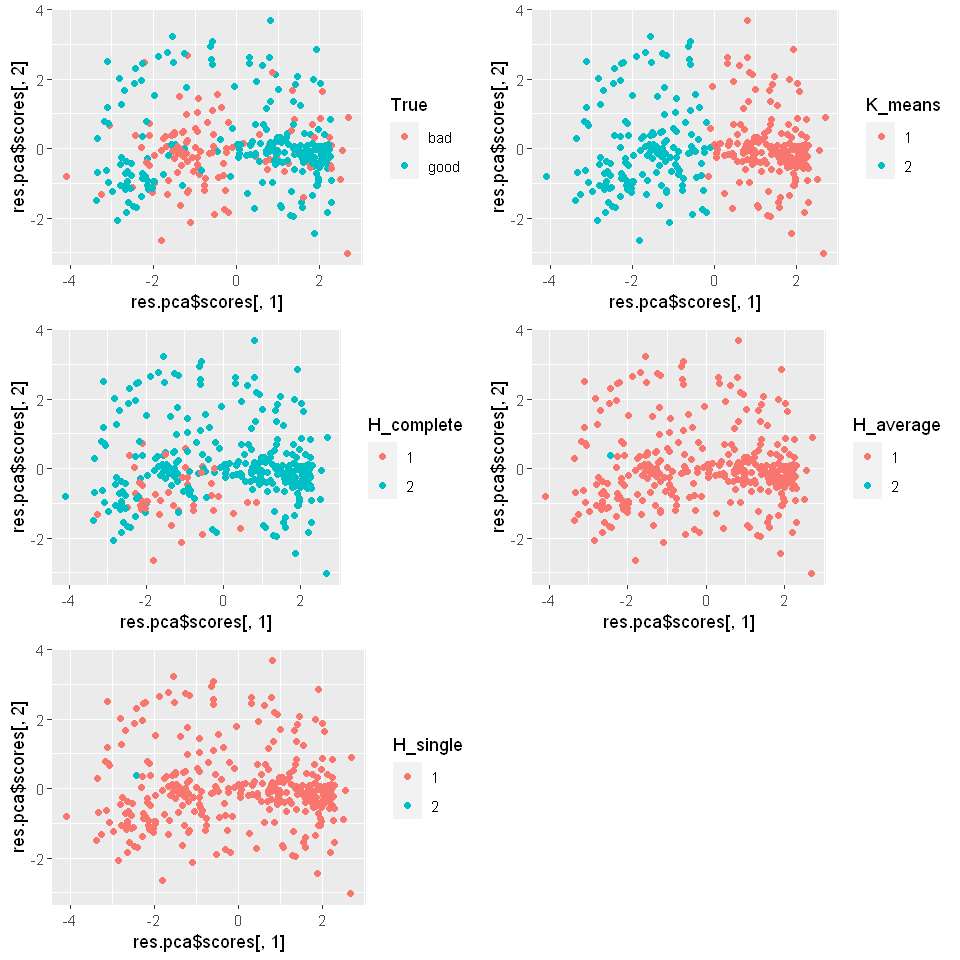 4
2
0
-2
-4
-2
0
2
res.pca$scores[, 1]
res.pca$scores[, 2]
True
bad
good
4
2
0
-2
-4
-2
0
2
res.pca$scores[, 1]
res.pca$scores[, 2]
K_means
1
2
4
2
0
-2
-4
-2
0
2
res.pca$scores[, 1]
res.pca$scores[, 2]
H_complete
1
2
4
2
0
-2
-4
-2
0
2
res.pca$scores[, 1]
res.pca$scores[, 2]
H_average
1
2
4
2
0
-2
-4
-2
0
2
res.pca$scores[, 1]
res.pca$scores[, 2]
H_single
1
2